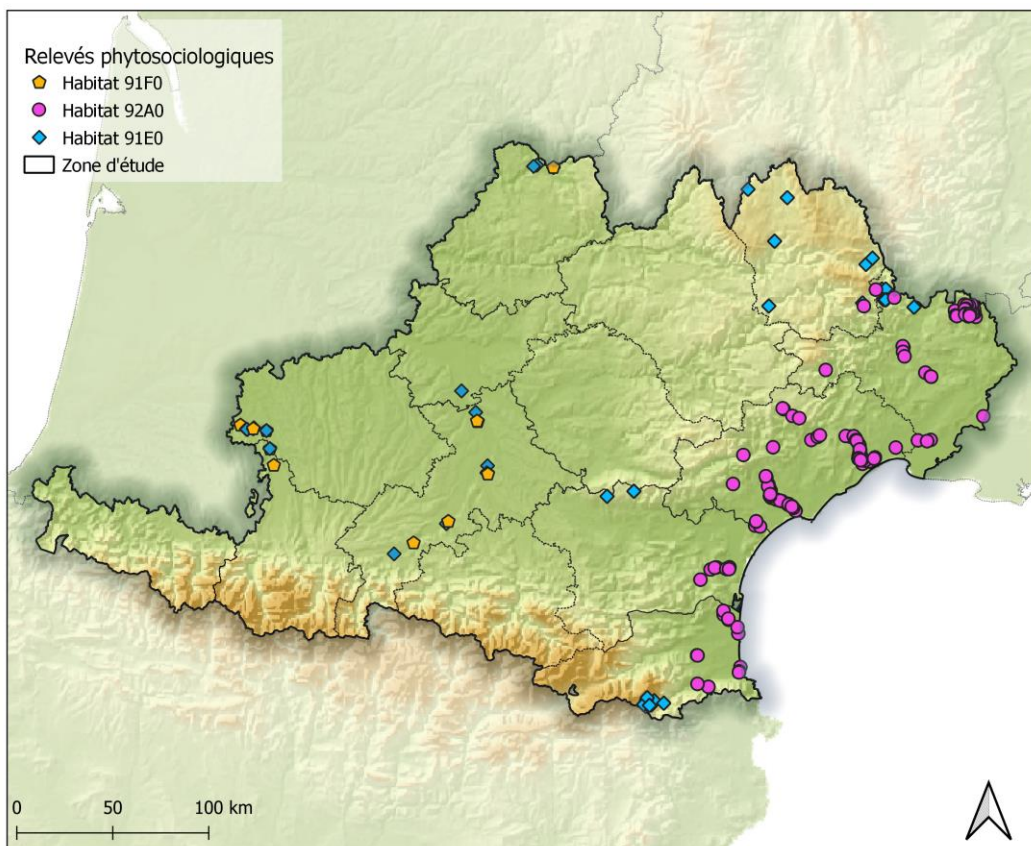 Relevés phytosociologiques
Habitat 91F0
Habitat 92A0
Habitat 91E0
Zone d'étude
0 50 100 km